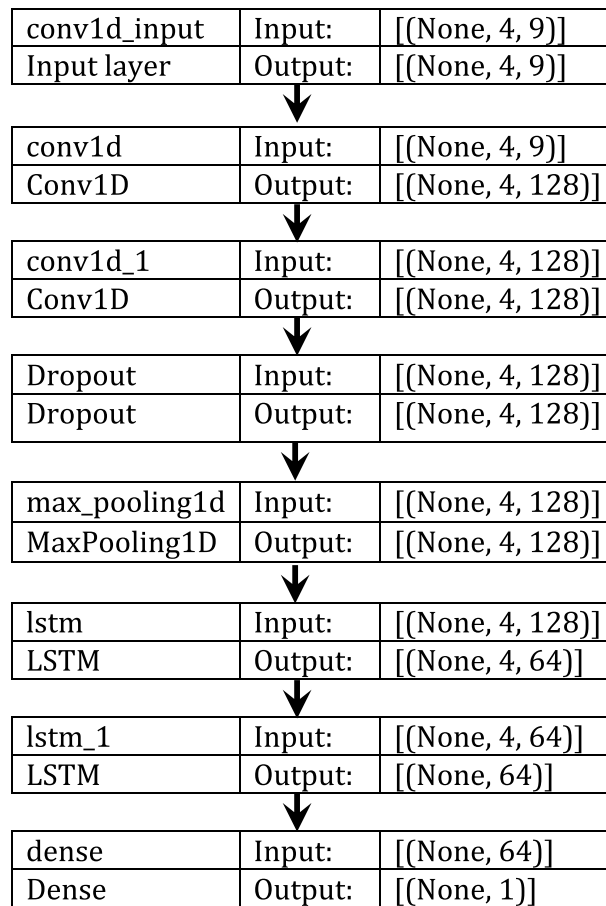 conv1d_input Input: [(None, 4, 9)]
Input layer Output: [(None, 4, 9)]
conv1d Input: [(None, 4, 9)]
Conv1D Output: [(None, 4, 128)]
conv1d_1 Input: [(None, 4, 128)]
Conv1D Output: [(None, 4, 128)]
Dropout Input: [(None, 4, 128)]
Dropout Output: [(None, 4, 128)]
max_pooling1d Input: [(None, 4, 128)]
MaxPooling1D Output: [(None, 4, 128)]
lstm Input: [(None, 4, 128)]
LSTM Output: [(None, 4, 64)]
lstm_1 Input: [(None, 4, 64)]
LSTM Output: [(None, 64)]
dense Input: [(None, 64)]
Dense Output: [(None, 1)]